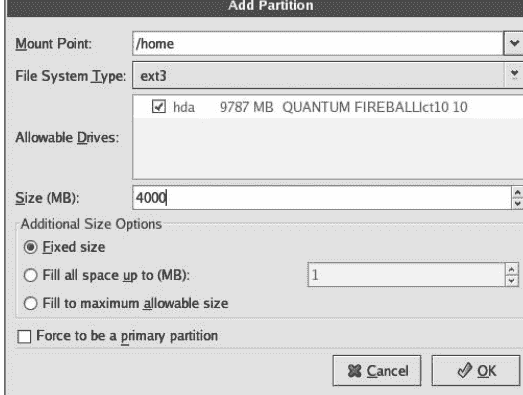 Add Partition
Mount Point: /home
File System Type: ext3
hda 9787 MB QUANTUM FIREBALLlct10 10
Allowable Drives:
Size (MB): 4000
Additional Size Options
Fixed size
Fill all space up to (MB): 1
Fill to maximum allowable size
Force to be a primary partition
Cancel OK